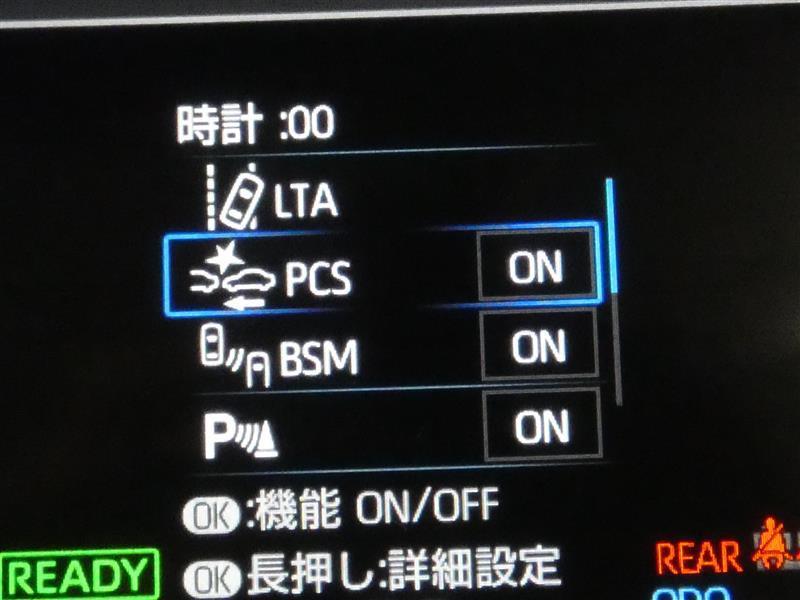 時計 :00
LTA
PCS ON
BSM ON
P ON
OK:機能 ON/OFF
OK長押し:詳細設定
READY
REAR
ODO